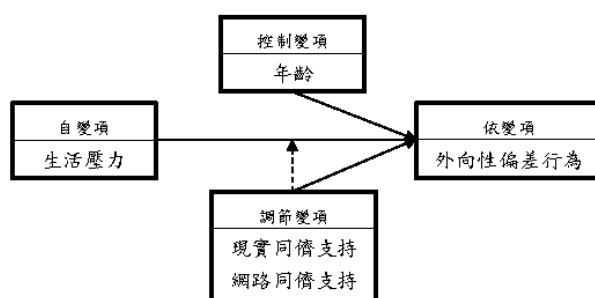 控制變項
年齡
自變項
生活壓力
依變項
外向性偏差行為
調節變項
現實同儕支持
網路同儕支持